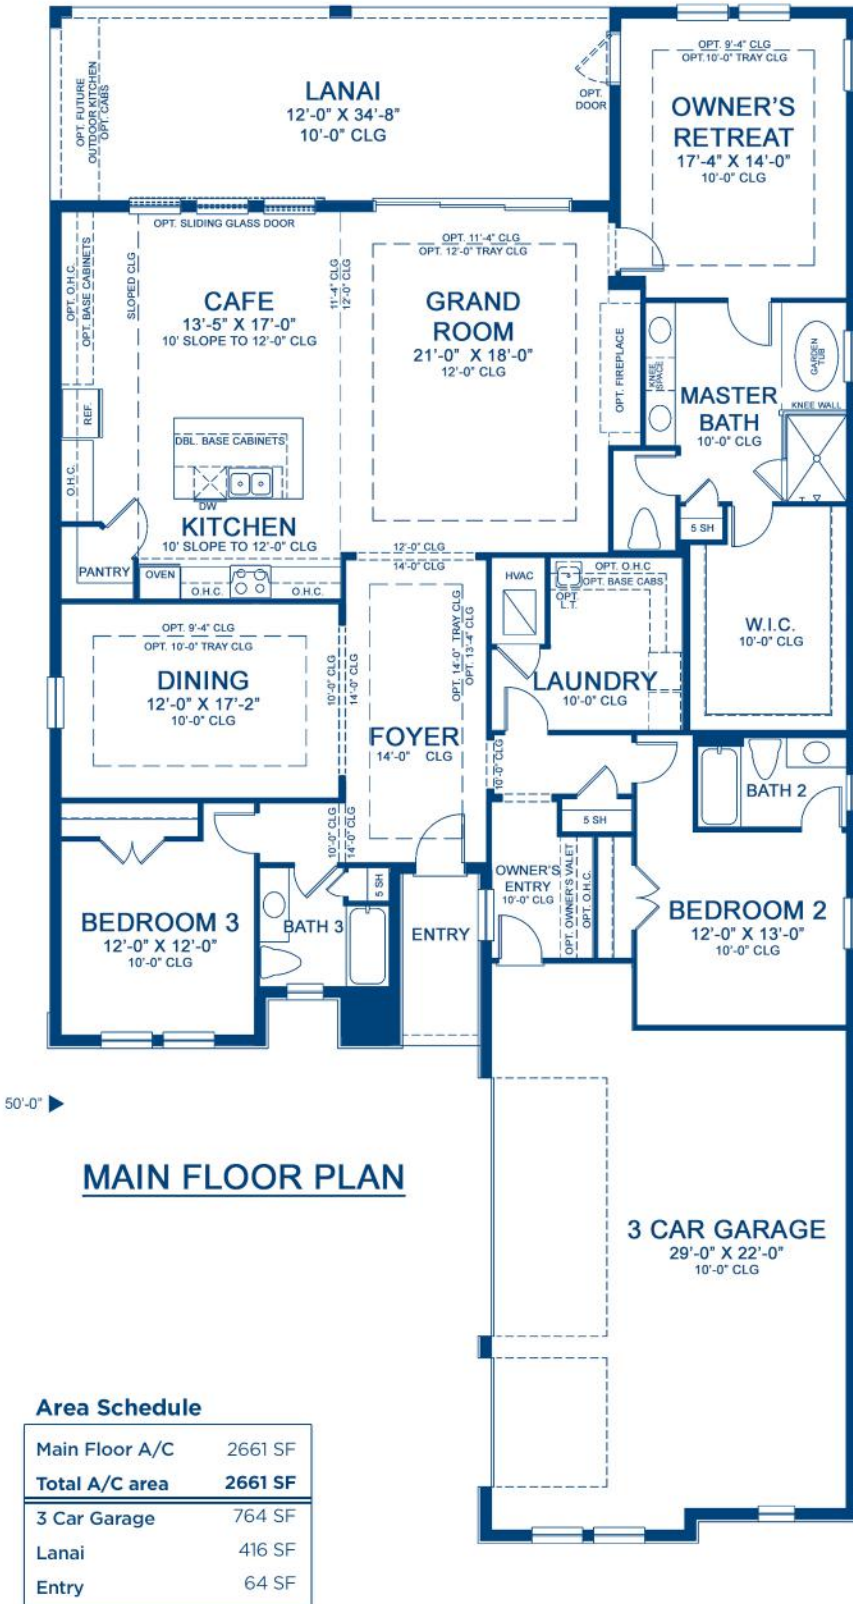 LANAI
12'-0" X 34'-8"
10'-0" CLG
OPT. FUTURE
OUTDOOR KITCHEN
OPT. CABS
OPT.
DOOR
OPT. 9'-4" CLG
OPT.10'-0" TRAY CLG
OWNER'S
RETREAT
17'-4" X 14'-0"
10'-0" CLG
OPT. SLIDING GLASS DOOR
OPT. O.H.C.
OPT. BASE CABINETS
SLOPED CLG
CAFE
13'-5" X 17'-0"
10' SLOPE TO 12'-0" CLG
11'-4" CLG
12'-0" CLG
OPT. 11'-4" CLG
OPT. 12'-0" TRAY CLG
GRAND
ROOM
21'-0" X 18'-0"
12'-0" CLG
OPT. FIREPLACE
KNEE
SPACE
GARDEN
TUB
MASTER
BATH
10'-0" CLG
KNEE WALL
REF.
O.H.C.
DBL. BASE CABINETS
DW
KITCHEN
10' SLOPE TO 12'-0" CLG
PANTRY
OVEN
O.H.C.
O.H.C.
12'-0" CLG
14'-0" CLG
HVAC
OPT. O.H.C
OPT. BASE CABS
OPT.
L.T.
5 SH
W.I.C.
10'-0" CLG
OPT. 9'-4" CLG
OPT. 10'-0" TRAY CLG
DINING
12'-0" X 17'-2"
10'-0" CLG
10'-0" CLG
14'-0" CLG
OPT. 14'-0" TRAY CLG
OPT. 13'-4" CLG
FOYER
14'-0" CLG
LAUNDRY
10'-0" CLG
10'-0" CLG
BATH 2
5 SH
10'-0" CLG
14'-0" CLG
BEDROOM 3
12'-0" X 12'-0"
10'-0" CLG
BATH 3
5 SH
ENTRY
OWNER'S
ENTRY
10'-0" CLG
OPT. OWNER'S VALET
OPT. O.H.C.
BEDROOM 2
12'-0" X 13'-0"
10'-0" CLG
50'-0"
MAIN FLOOR PLAN
3 CAR GARAGE
29'-0" X 22'-0"
10'-0" CLG
Area Schedule
Main Floor A/C 2661 SF
Total A/C area 2661 SF
3 Car Garage 764 SF
Lanai 416 SF
Entry 64 SF